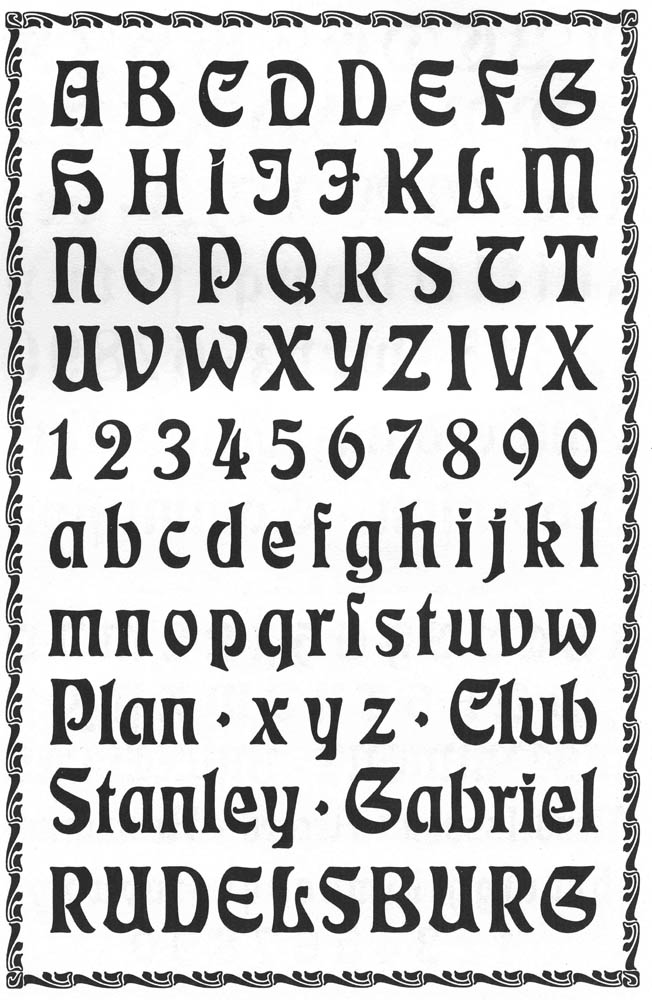 A B C D D E F G
H H I J J K L M
N O P Q R S T T
U V W X Y Z I V X
1 2 3 4 5 6 7 8 9 0
a b c d e f g h i j k l
m n o p q r ſ s t u v w
Plan · x y z · Club
Stanley · Gabriel
RUDELSBURG